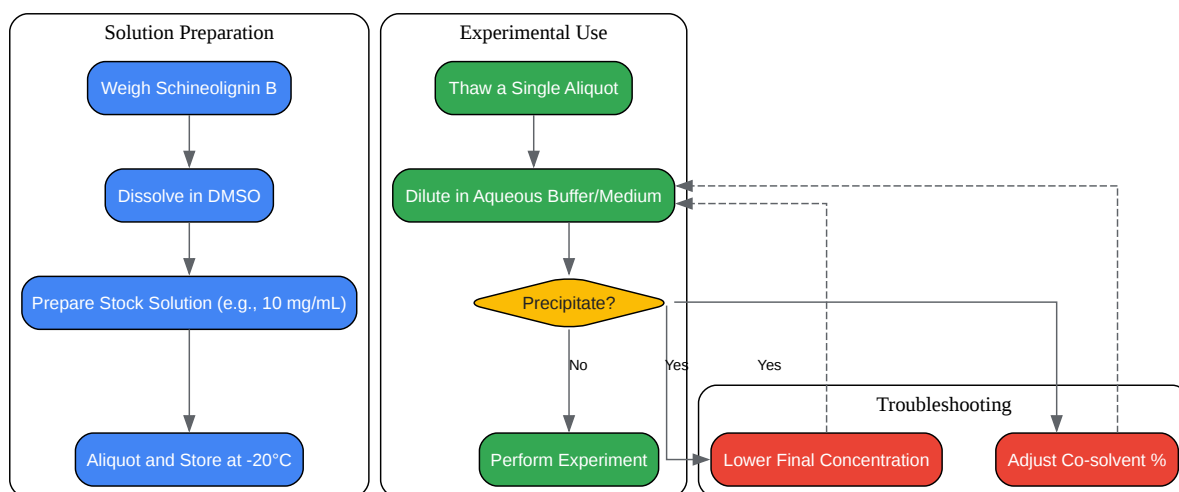 Solution Preparation
Weigh Schineolignin B
Dissolve in DMSO
Prepare Stock Solution (e.g., 10 mg/mL)
Aliquot and Store at -20°C
Experimental Use
Thaw a Single Aliquot
Dilute in Aqueous Buffer/Medium
Precipitate?
No
Yes
Yes
Perform Experiment
Troubleshooting
Lower Final Concentration
Adjust Co-solvent %